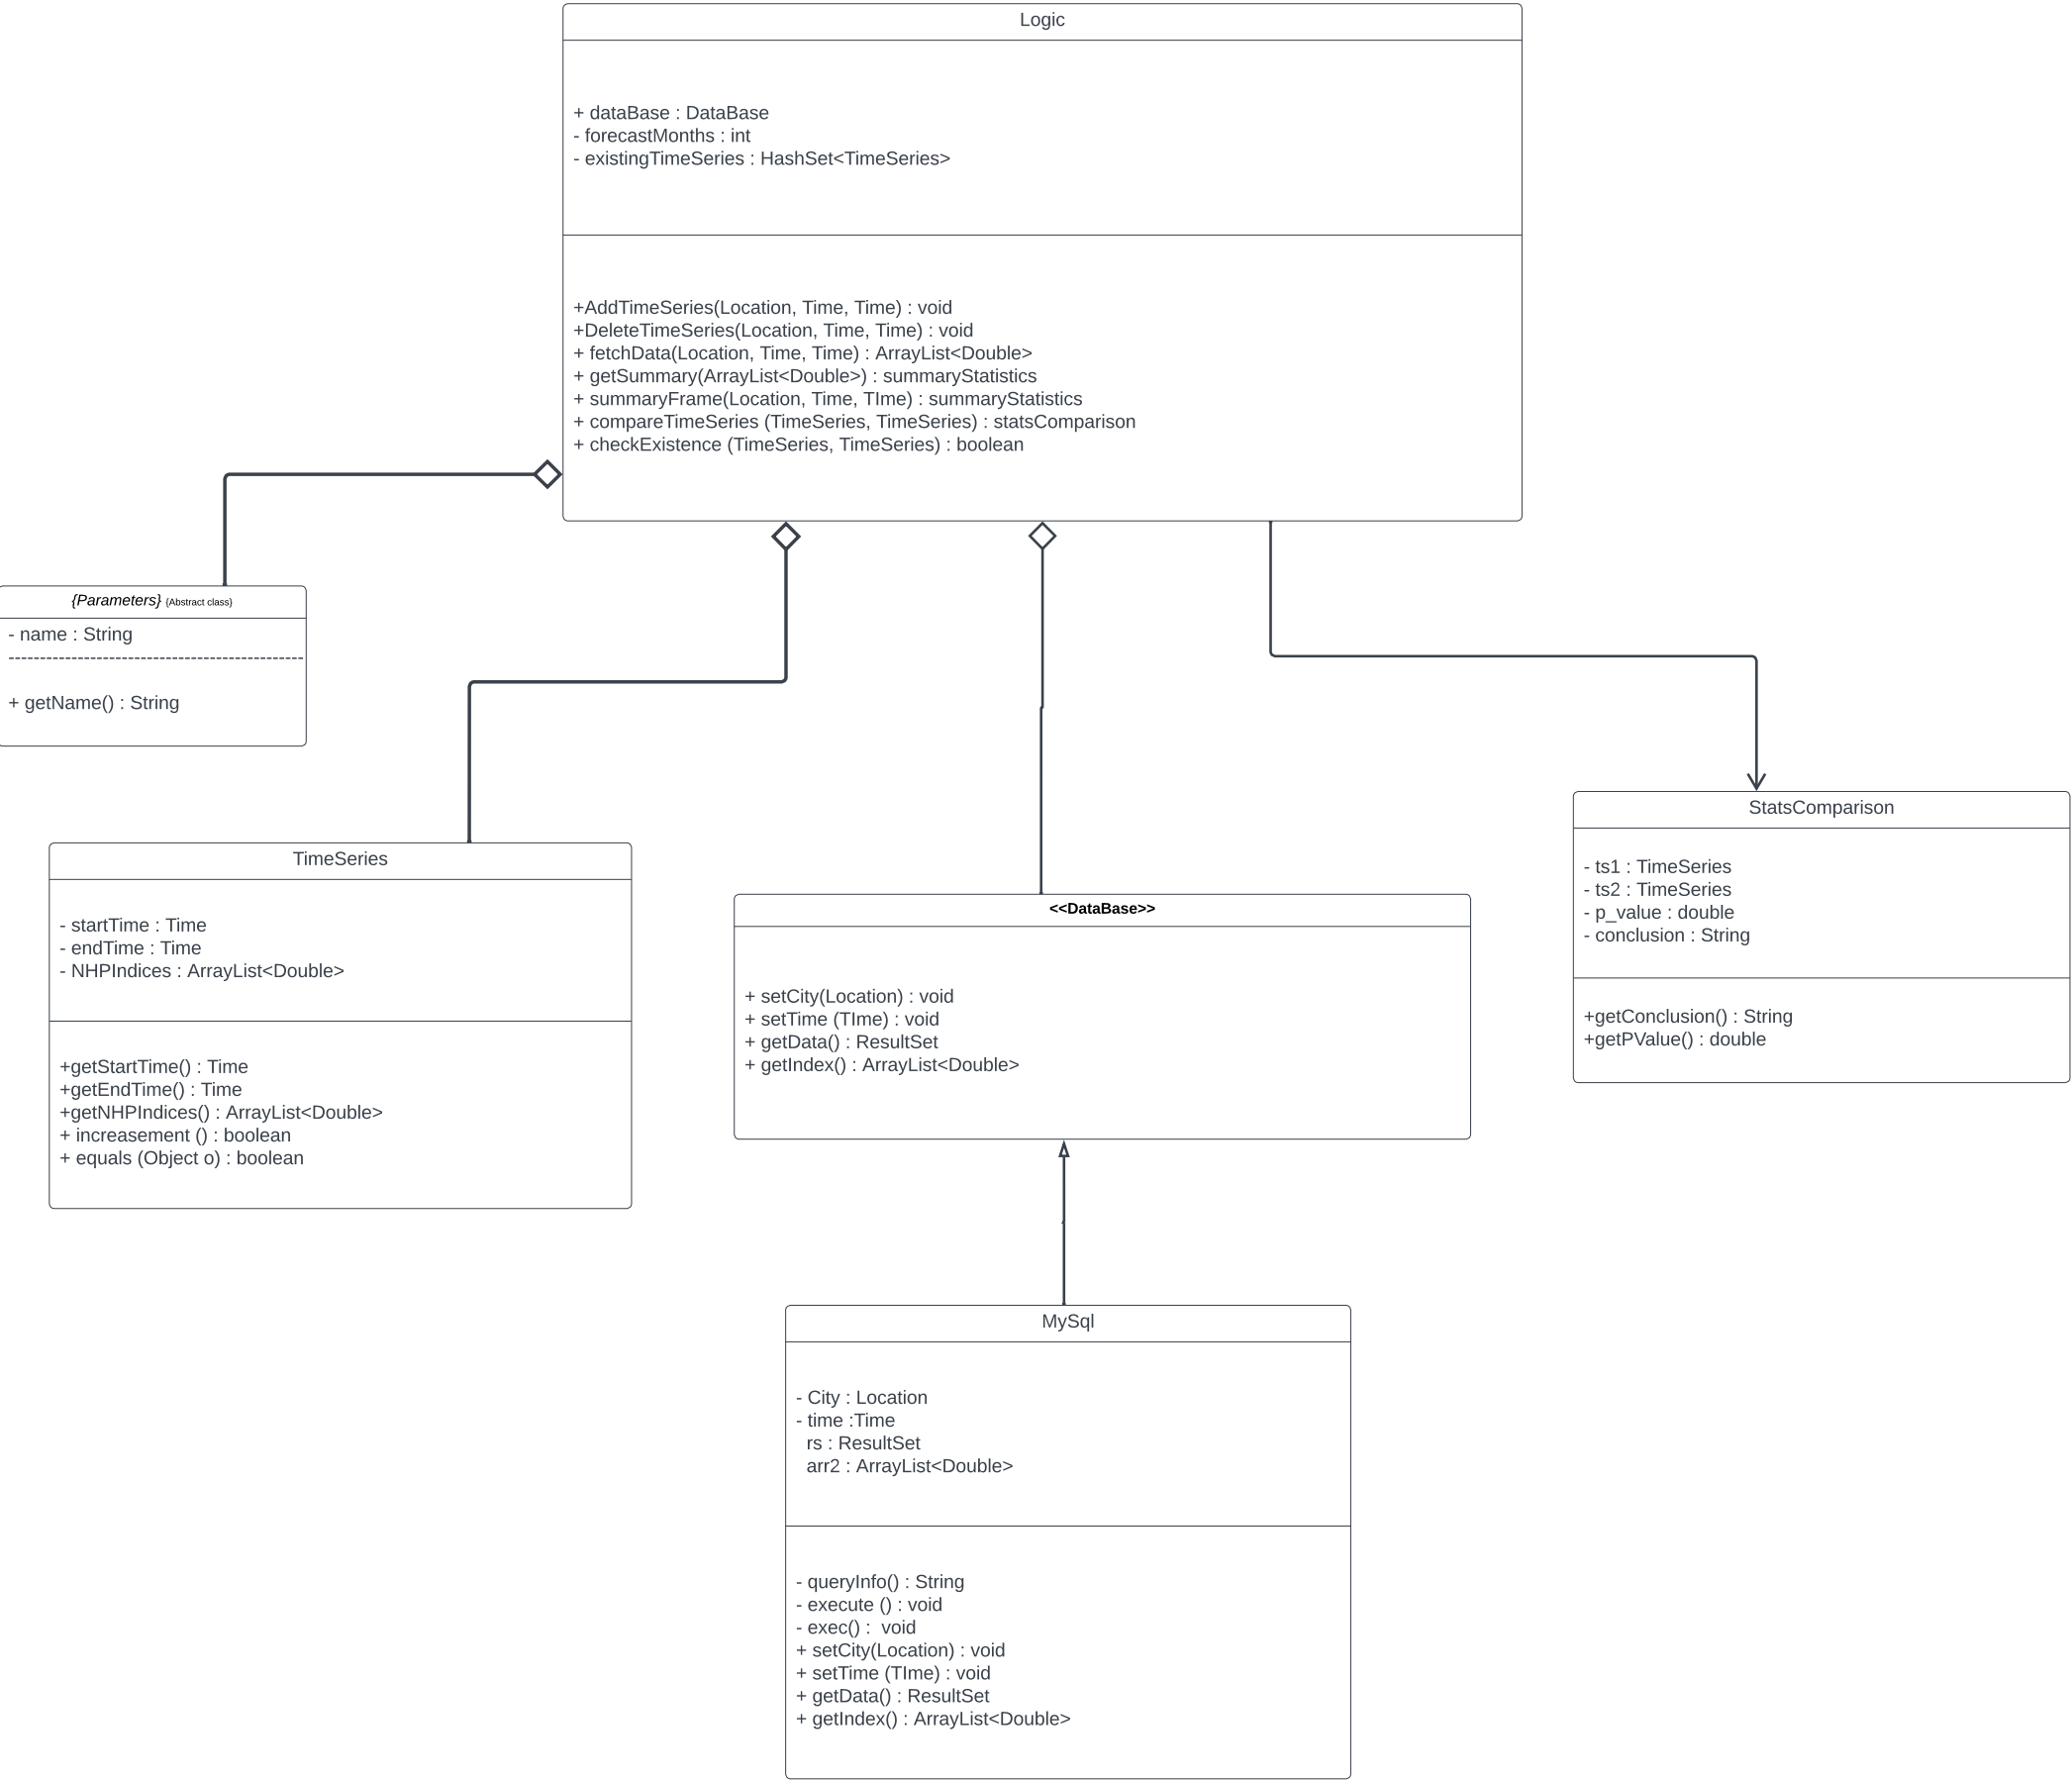 Logic
+ dataBase : DataBase
- forecastMonths : int
- existingTimeSeries : HashSet<TimeSeries>
+AddTimeSeries(Location, Time, Time) : void
+DeleteTimeSeries(Location, Time, Time) : void
+ fetchData(Location, Time, Time) : ArrayList<Double>
+ getSummary(ArrayList<Double>) : summaryStatistics
+ summaryFrame(Location, Time, TIme) : summaryStatistics
+ compareTimeSeries (TimeSeries, TimeSeries) : statsComparison
+ checkExistence (TimeSeries, TimeSeries) : boolean
{Parameters} {Abstract class}
- name : String
-----------------------------------------------
+ getName() : String
TimeSeries
- startTime : Time
- endTime : Time
- NHPIndices : ArrayList<Double>
+getStartTime() : Time
+getEndTime() : Time
+getNHPIndices() : ArrayList<Double>
+ increasement () : boolean
+ equals (Object o) : boolean
<<DataBase>>
+ setCity(Location) : void
+ setTime (TIme) : void
+ getData() : ResultSet
+ getIndex() : ArrayList<Double>
StatsComparison
- ts1 : TimeSeries
- ts2 : TimeSeries
- p_value : double
- conclusion : String
+getConclusion() : String
+getPValue() : double
MySql
- City : Location
- time :Time
rs : ResultSet
arr2 : ArrayList<Double>
- queryInfo() : String
- execute () : void
- exec() :  void
+ setCity(Location) : void
+ setTime (TIme) : void
+ getData() : ResultSet
+ getIndex() : ArrayList<Double>